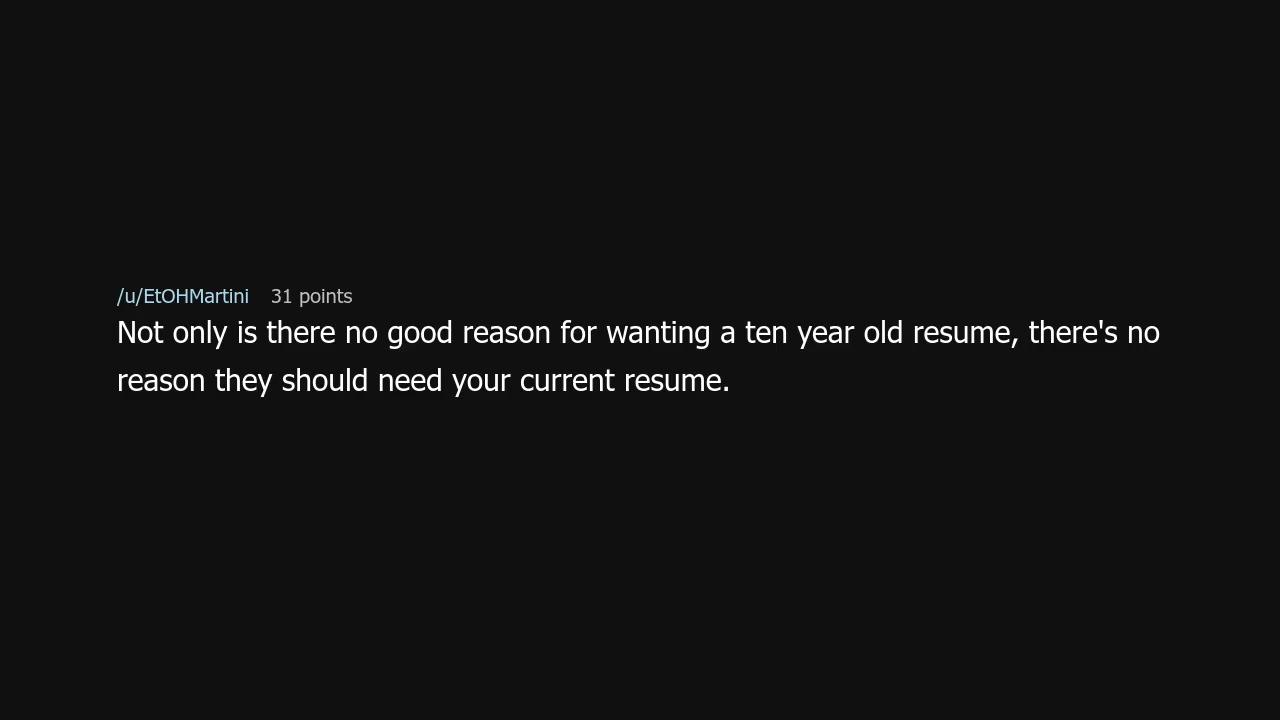 /u/EtOHMartini 31 points
Not only is there no good reason for wanting a ten year old resume, there's no
reason they should need your current resume.